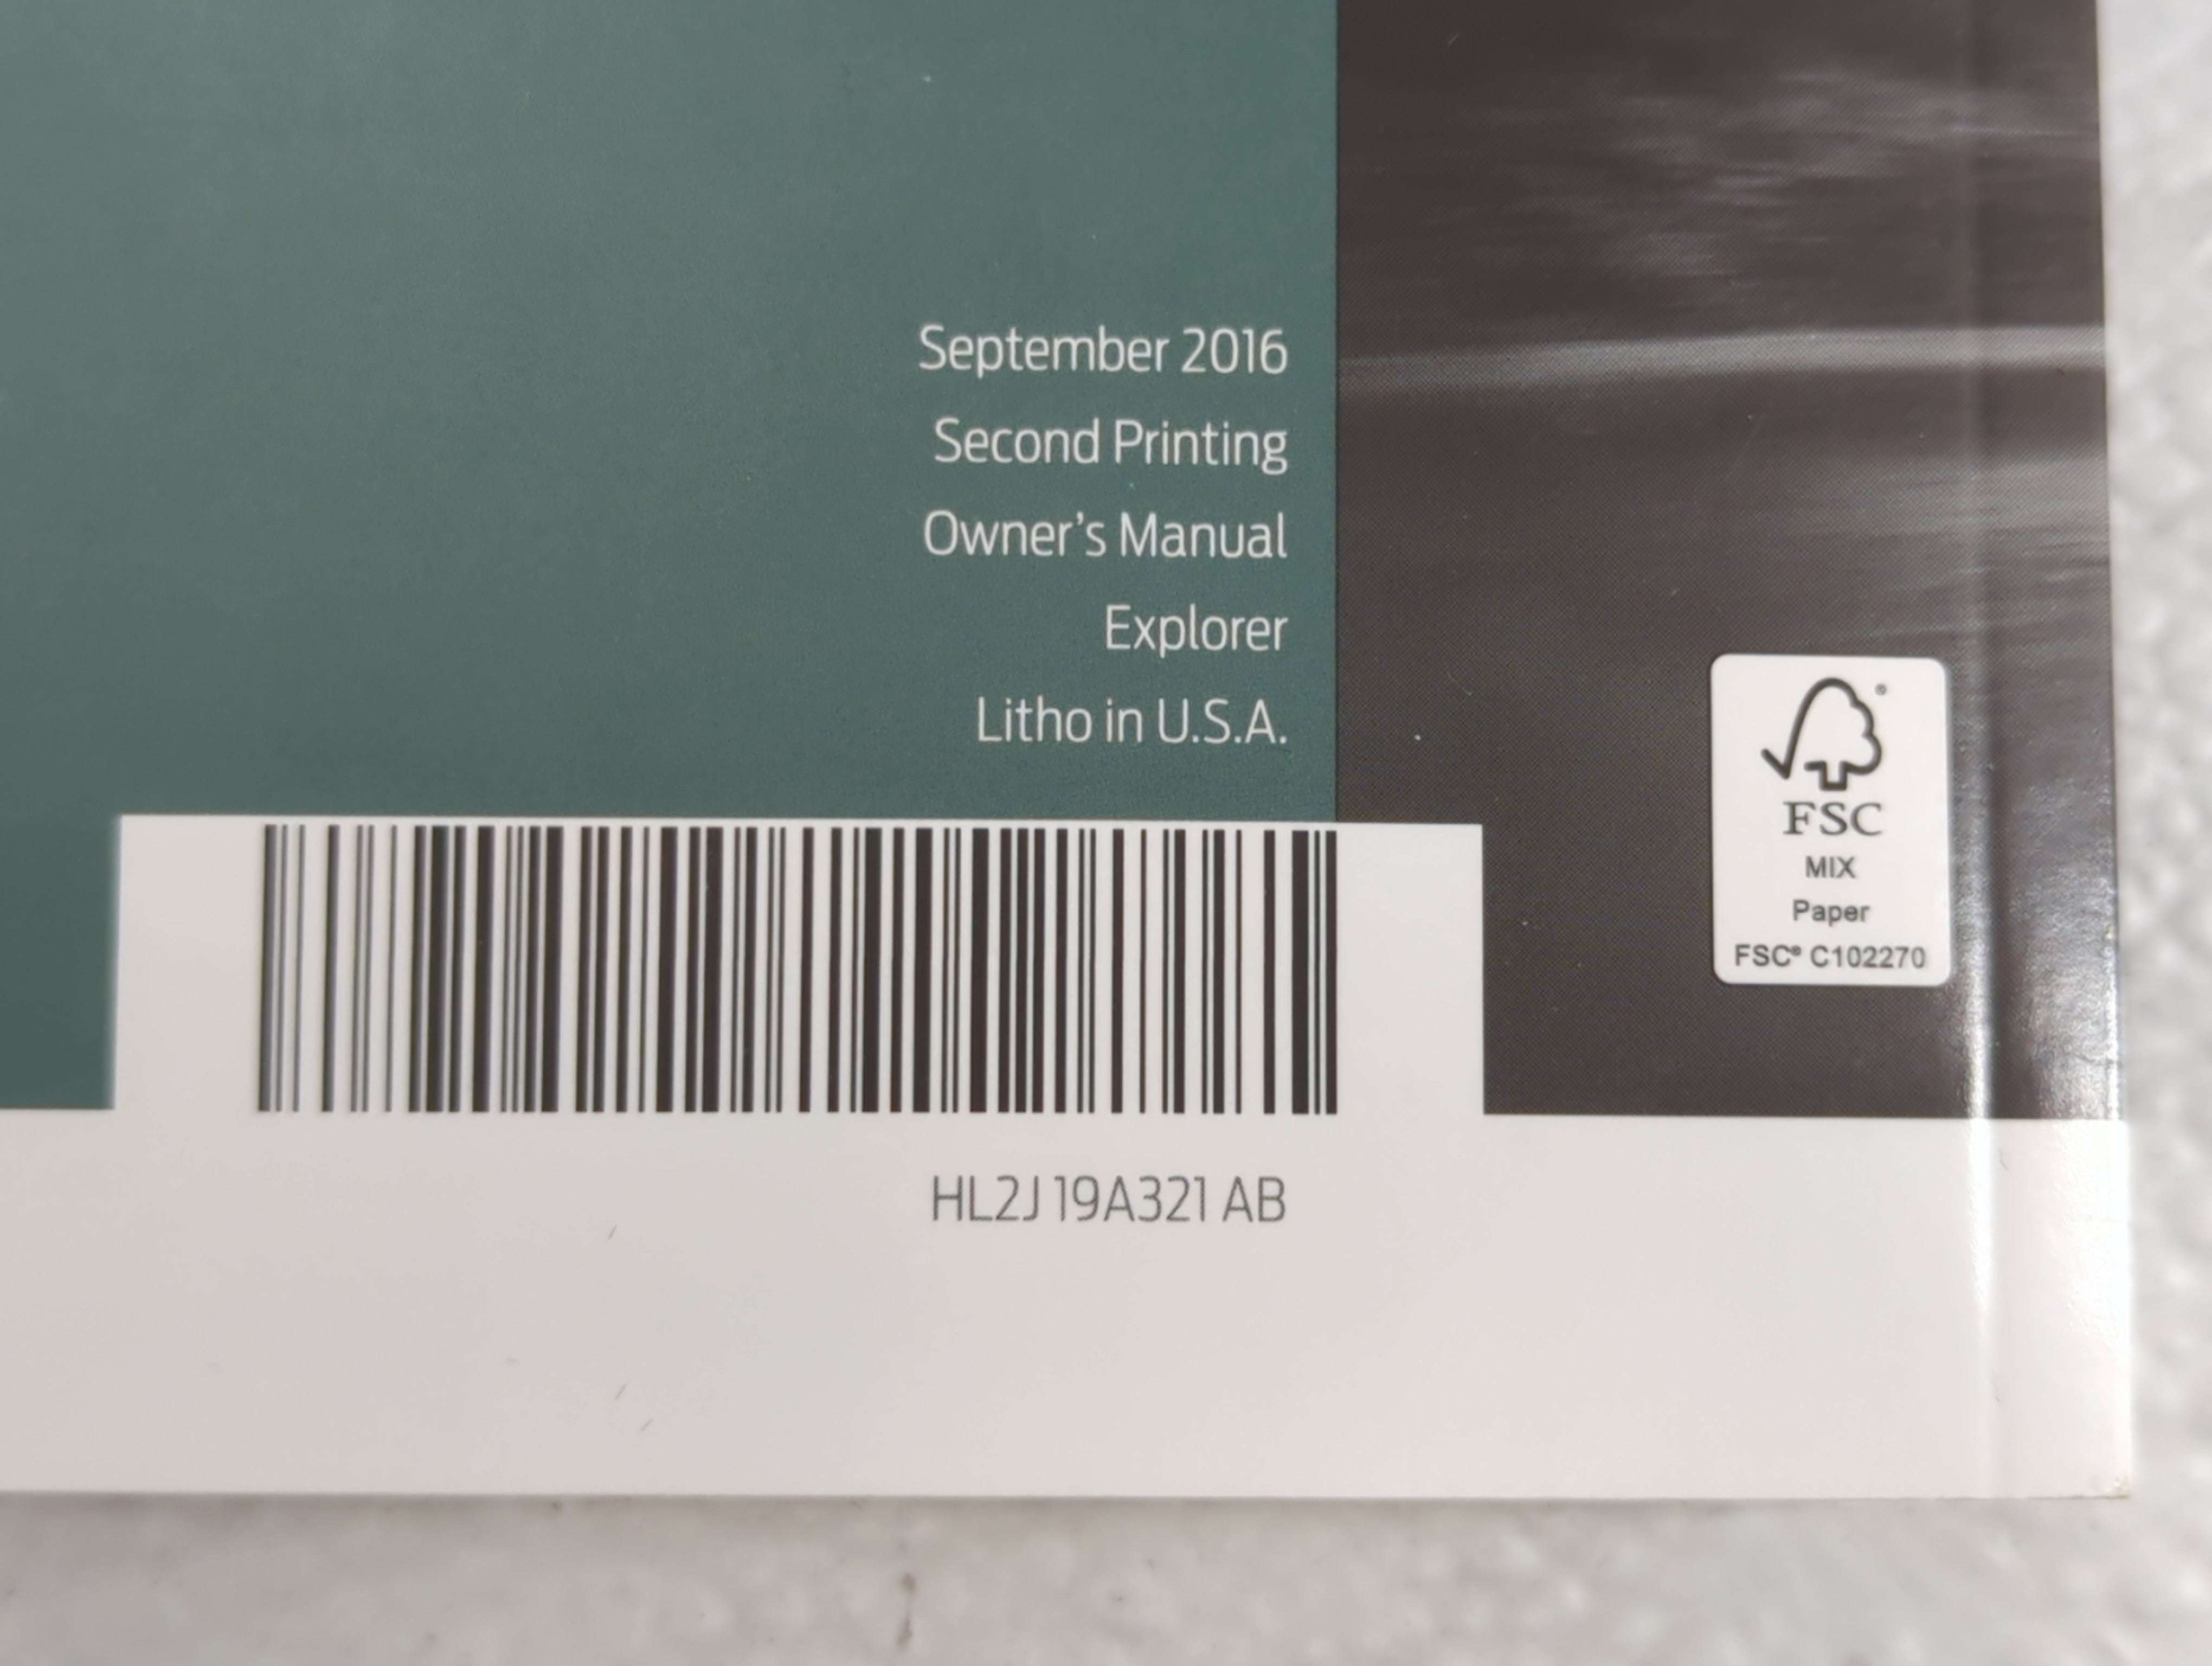 September 2016
Second Printing
Owner's Manual
Explorer
Litho in U.S.A.
®
FSC
MIX
Paper
FSC® C102270
HL2J 19A321 AB